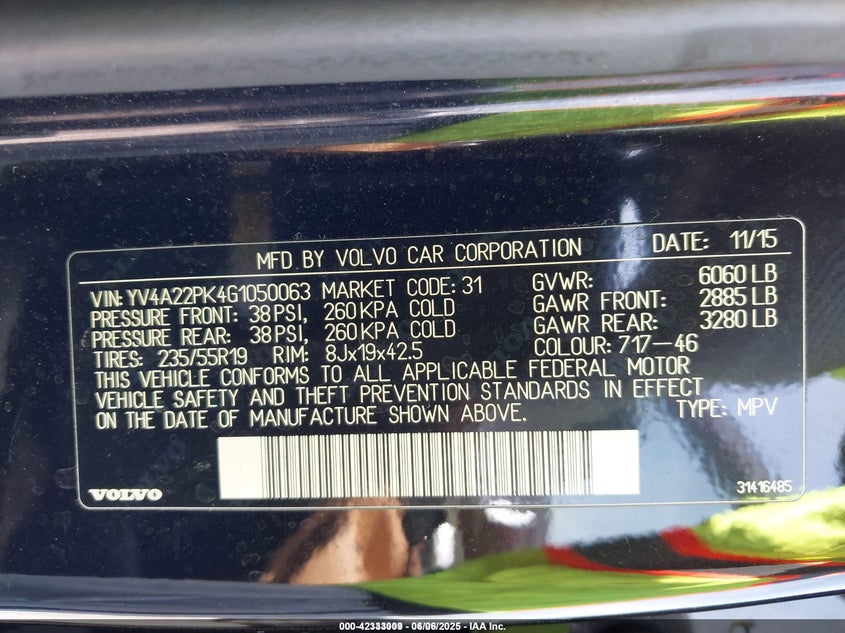 MFD BY VOLVO CAR CORPORATION DATE: 11/15
VIN: YV4A22PK4G1050063 MARKET CODE: 31 GVWR: 6060 LB
PRESSURE FRONT: 38 PSI, 260 KPA COLD GAWR FRONT: 2885 LB
PRESSURE REAR: 38 PSI, 260 KPA COLD GAWR REAR: 3280 LB
TIRES: 235/55R19 RIM: 8Jx19x42.5 COLOUR: 717-46
THIS VEHICLE CONFORMS TO ALL APPLICABLE FEDERAL MOTOR
VEHICLE SAFETY AND THEFT PREVENTION STANDARDS IN EFFECT
ON THE DATE OF MANUFACTURE SHOWN ABOVE. TYPE: MPV
VOLVO 31416485
06/06/2025 - IAA Inc.